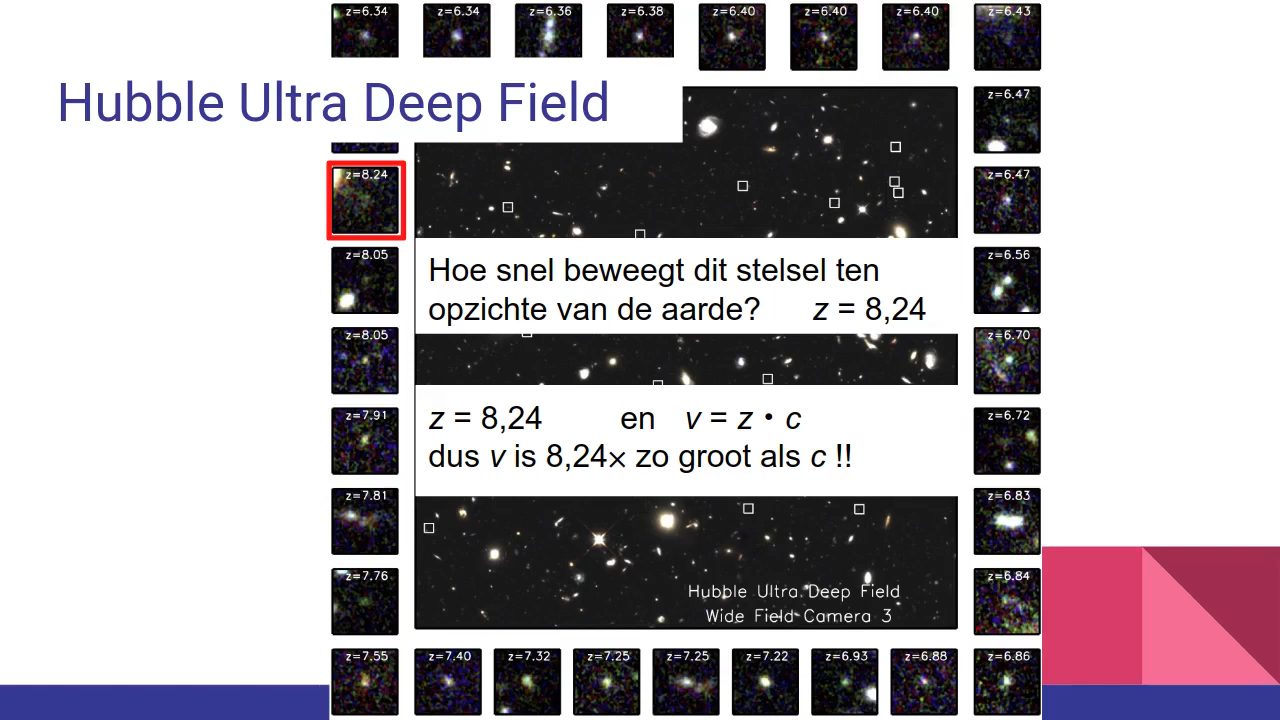 z=6.34
z=6.34
z=6.36
z=6.38
z=6.40
z=6.40
z=6.40
z=6.43
Hubble Ultra Deep Field
z=6.47
z=8.24
z=6.47
z=8.05
z=6.56
Hoe snel beweegt dit stelsel ten
opzichte van de aarde? z = 8,24
z=8.05
z=6.70
z=7.91
z=6.72
z = 8,24 en v = z · c
dus v is 8,24× zo groot als c !!
z=7.81
z=6.83
z=7.76
z=6.84
Hubble Ultra Deep Field
Wide Field Camera 3
z=7.55
z=7.40
z=7.32
z=7.25
z=7.25
z=7.22
z=6.93
z=6.88
z=6.86